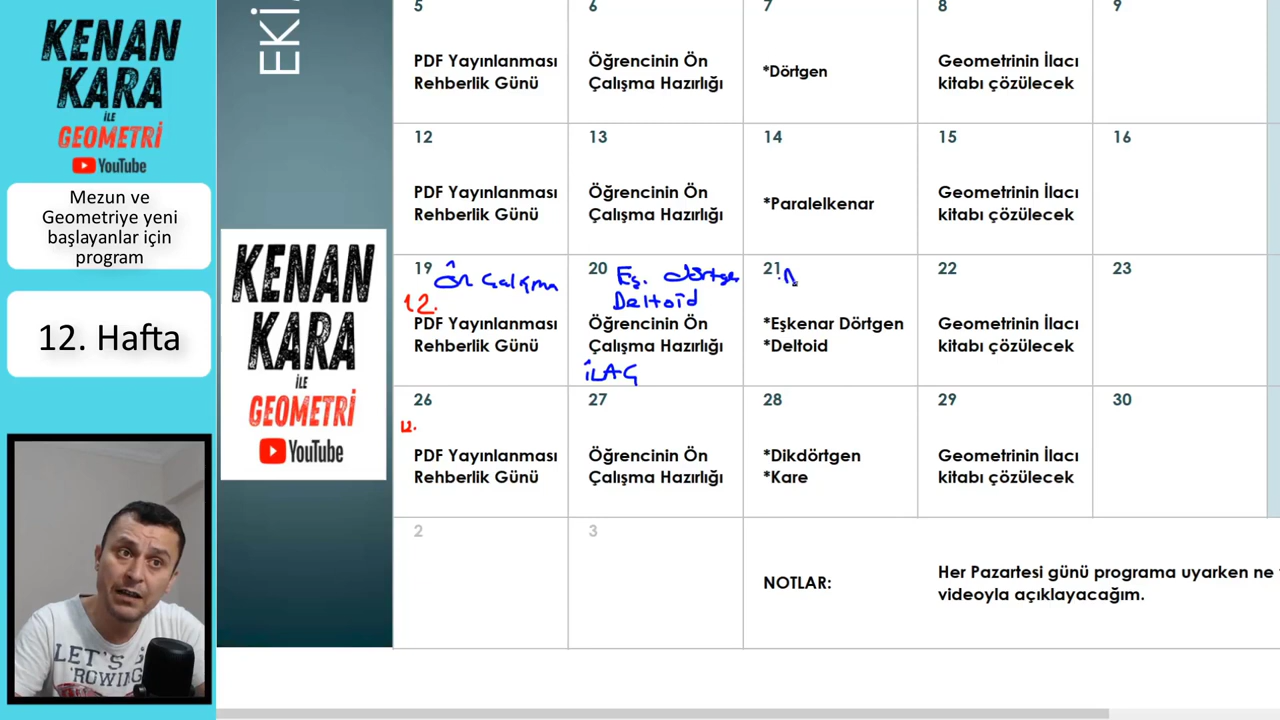 KENAN
KARA
İLE
GEOMETRİ
YouTube
Mezun ve
Geometriye yeni
başlayanlar için
program
12. Hafta
EKİ
KENAN
KARA
İLE
GEOMETRİ
YouTube
5
PDF Yayınlanması
Rehberlik Günü
6
Öğrencinin Ön
Çalışma Hazırlığı
7
*Dörtgen
8
Geometrinin İlacı
kitabı çözülecek
9
12
PDF Yayınlanması
Rehberlik Günü
13
Öğrencinin Ön
Çalışma Hazırlığı
14
*Paralelkenar
15
Geometrinin İlacı
kitabı çözülecek
16
19 Ön Çalışma
12.
PDF Yayınlanması
Rehberlik Günü
20 Eş. dörtgen
Deltoid
Öğrencinin Ön
Çalışma Hazırlığı
İLAÇ
21
*Eşkenar Dörtgen
*Deltoid
22
Geometrinin İlacı
kitabı çözülecek
23
26
PDF Yayınlanması
Rehberlik Günü
27
Öğrencinin Ön
Çalışma Hazırlığı
28
*Dikdörtgen
*Kare
29
Geometrinin İlacı
kitabı çözülecek
30
2
3
NOTLAR:
Her Pazartesi günü programa uyarken ne
videoyla açıklayacağım.
LET'S
ROWING